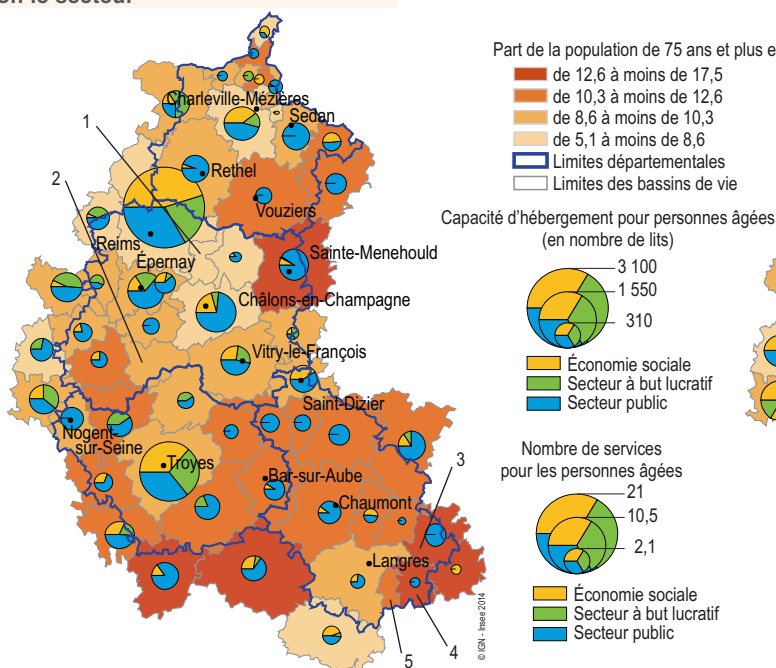 on le secteur
Part de la population de 75 ans et plus e
de 12,6 à moins de 17,5
de 10,3 à moins de 12,6
de 8,6 à moins de 10,3
de 5,1 à moins de 8,6
Limites départementales
Limites des bassins de vie
Capacité d'hébergement pour personnes âgées
(en nombre de lits)
3 100
1 550
310
Économie sociale
Secteur à but lucratif
Secteur public
Nombre de services
pour les personnes âgées
21
10,5
2,1
Économie sociale
Secteur à but lucratif
Secteur public
Charleville-Mézières
Sedan
1
Rethel
2
Vouziers
Reims
Sainte-Menehould
Épernay
Châlons-en-Champagne
Vitry-le-François
Saint-Dizier
Nogent-
sur-Seine
Troyes
Bar-sur-Aube
3
Chaumont
Langres
4
5
© IGN - Insee 2014